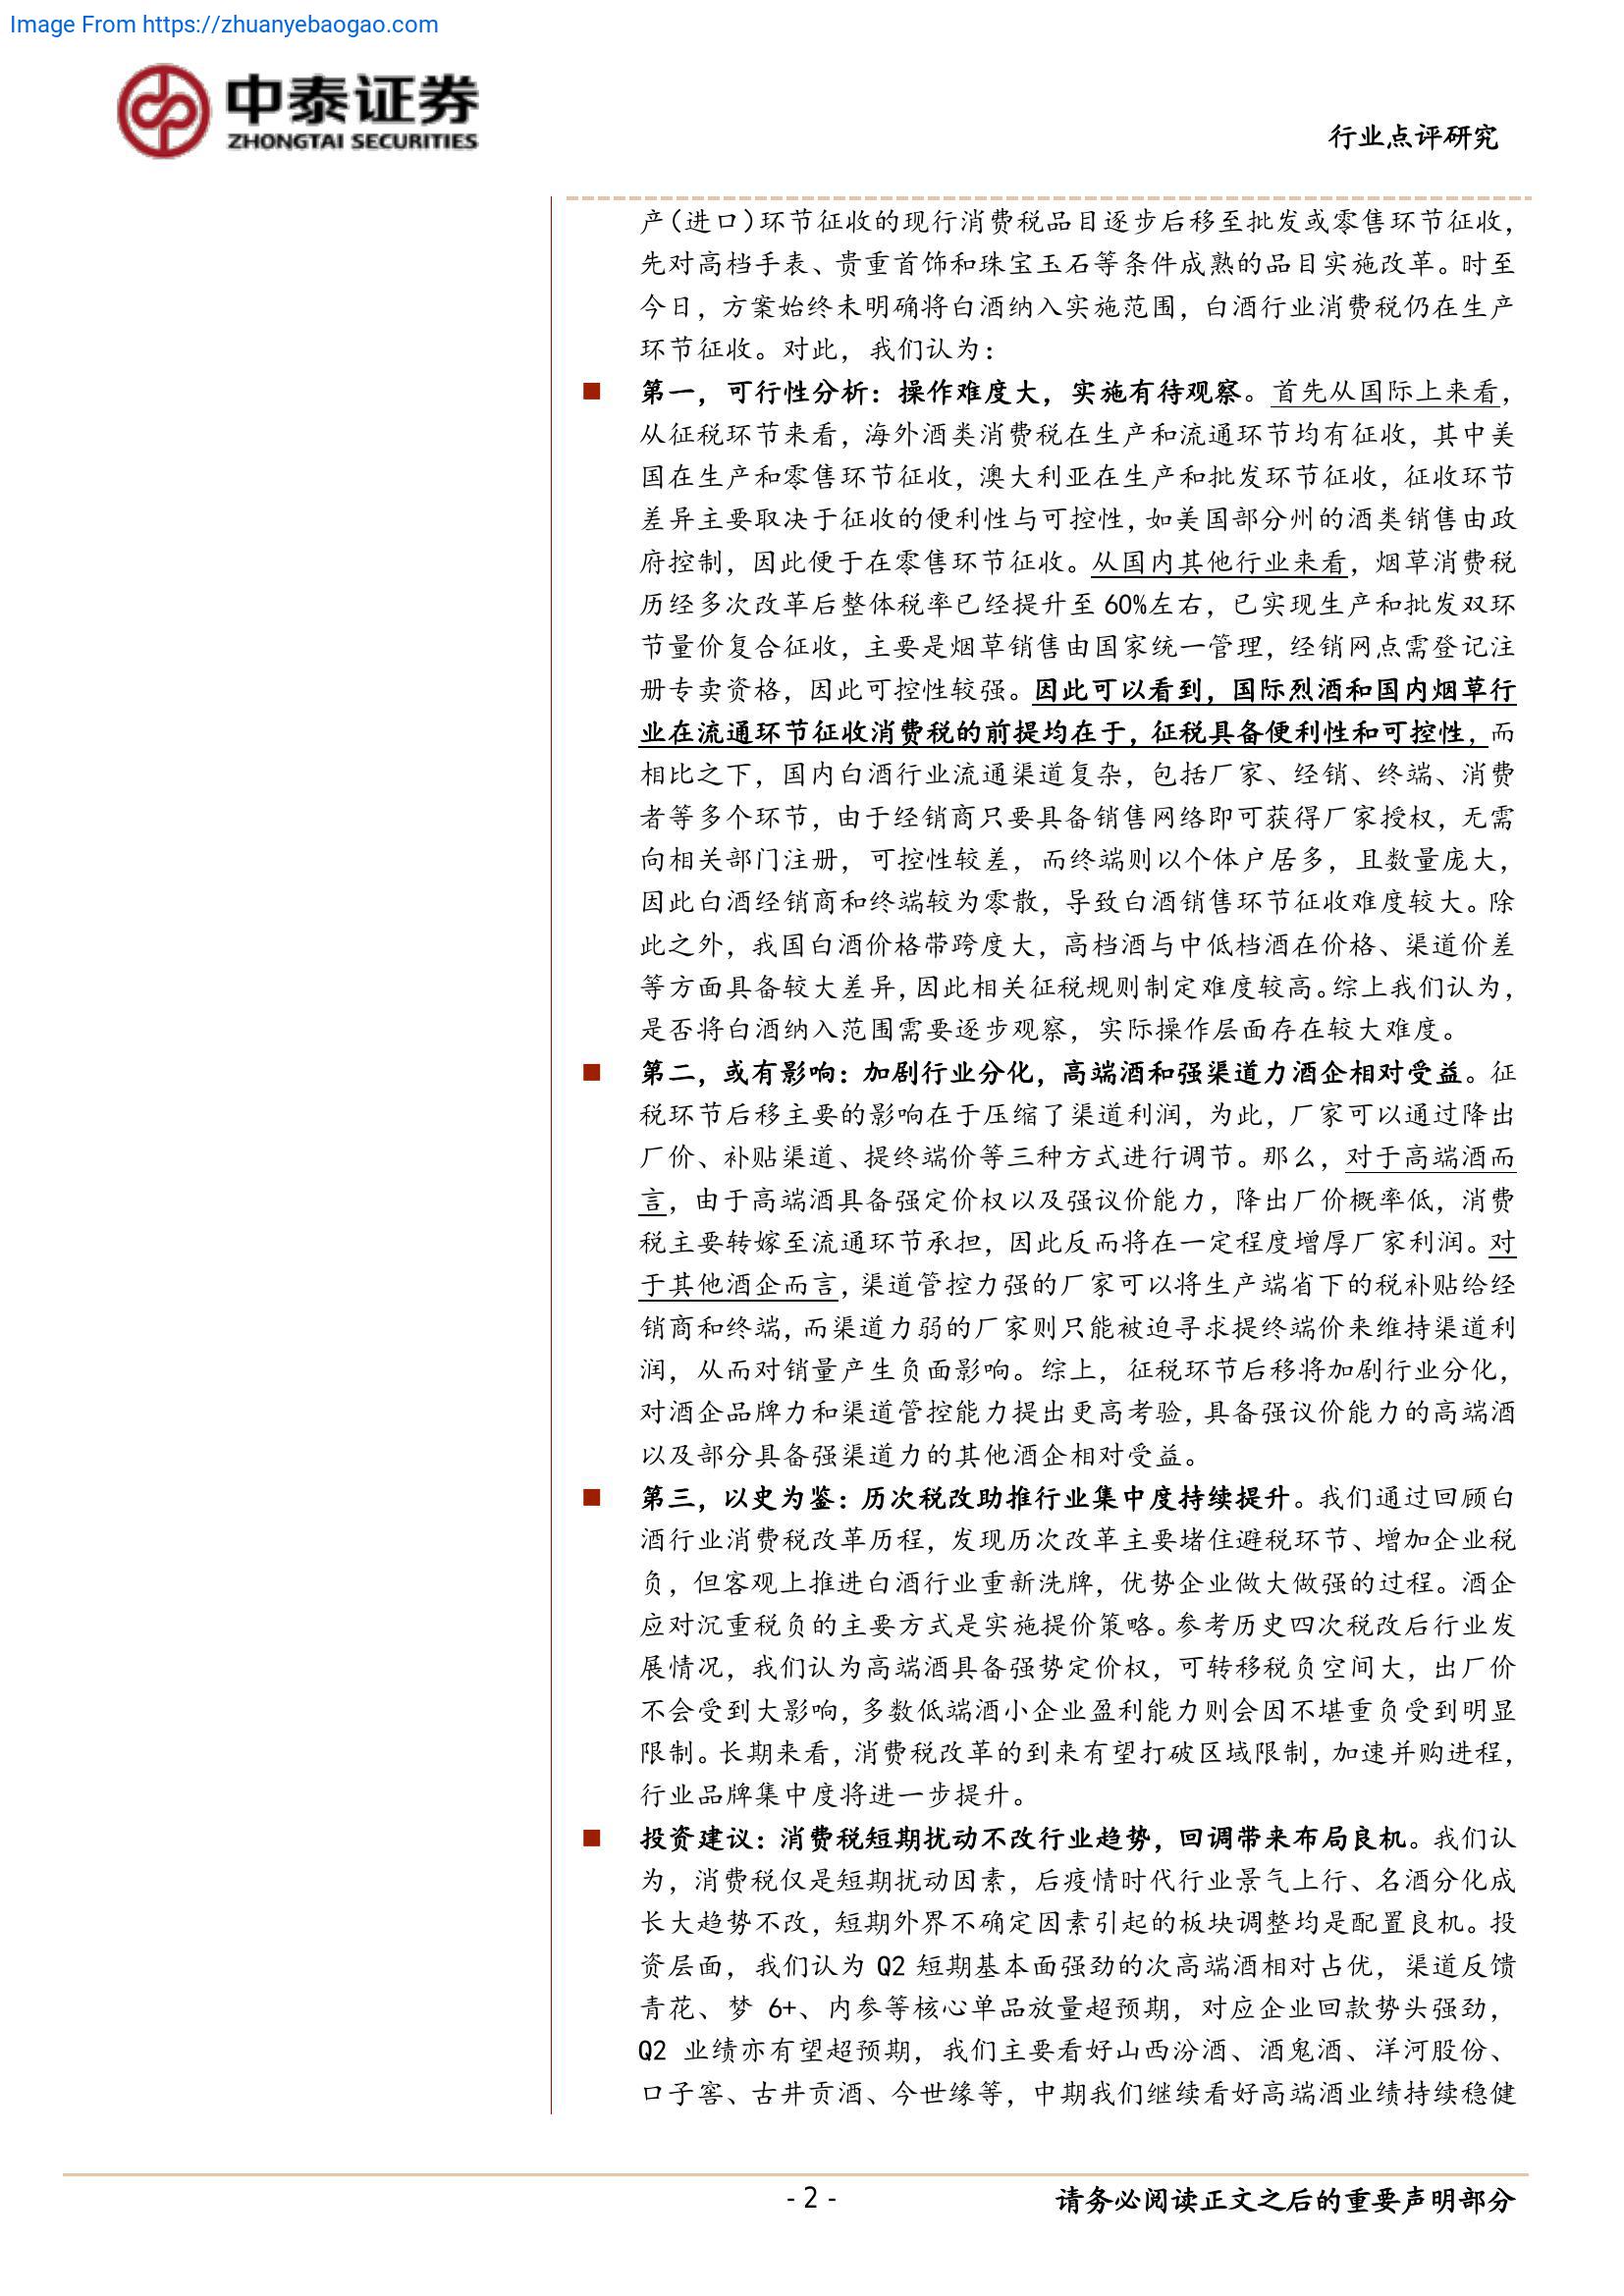 Image From https://zhuanyebaogao.com
中泰证券
ZHONGTAI SECURITIES
行业点评研究
产(进口)环节征收的现行消费税品目逐步后移至批发或零售环节征收，
先对高档手表、贵重首饰和珠宝玉石等条件成熟的品目实施改革。时至
今日，方案始终未明确将白酒纳入实施范围，白酒行业消费税仍在生产
环节征收。对此，我们认为：
■ 第一，可行性分析：操作难度大，实施有待观察。首先从国际上来看，
从征税环节来看，海外酒类消费税在生产和流通环节均有征收，其中美
国在生产和零售环节征收，澳大利亚在生产和批发环节征收，征收环节
差异主要取决于征收的便利性与可控性，如美国部分州的酒类销售由政
府控制，因此便于在零售环节征收。从国内其他行业来看，烟草消费税
历经多次改革后整体税率已经提升至 60%左右，已实现生产和批发双环
节量价复合征收，主要是烟草销售由国家统一管理，经销网点需登记注
册专卖资格，因此可控性较强。因此可以看到，国际烈酒和国内烟草行
业在流通环节征收消费税的前提均在于，征税具备便利性和可控性，而
相比之下，国内白酒行业流通渠道复杂，包括厂家、经销、终端、消费
者等多个环节，由于经销商只要具备销售网络即可获得厂家授权，无需
向相关部门注册，可控性较差，而终端则以个体户居多，且数量庞大，
因此白酒经销商和终端较为零散，导致白酒销售环节征收难度较大。除
此之外，我国白酒价格带跨度大，高档酒与中低档酒在价格、渠道价差
等方面具备较大差异，因此相关征税规则制定难度较高。综上我们认为，
是否将白酒纳入范围需要逐步观察，实际操作层面存在较大难度。
■ 第二，或有影响：加剧行业分化，高端酒和强渠道力酒企相对受益。征
税环节后移主要的影响在于压缩了渠道利润，为此，厂家可以通过降出
厂价、补贴渠道、提终端价等三种方式进行调节。那么，对于高端酒而
言，由于高端酒具备强定价权以及强议价能力，降出厂价概率低，消费
税主要转嫁至流通环节承担，因此反而将在一定程度增厚厂家利润。对
于其他酒企而言，渠道管控力强的厂家可以将生产端省下的税补贴给经
销商和终端，而渠道力弱的厂家则只能被迫寻求提终端价来维持渠道利
润，从而对销量产生负面影响。综上，征税环节后移将加剧行业分化，
对酒企品牌力和渠道管控能力提出更高考验，具备强议价能力的高端酒
以及部分具备强渠道力的其他酒企相对受益。
■ 第三，以史为鉴：历次税改助推行业集中度持续提升。我们通过回顾白
酒行业消费税改革历程，发现历次改革主要堵住避税环节、增加企业税
负，但客观上推进白酒行业重新洗牌，优势企业做大做强的过程。酒企
应对沉重税负的主要方式是实施提价策略。参考历史四次税改后行业发
展情况，我们认为高端酒具备强势定价权，可转移税负空间大，出厂价
不会受到大影响，多数低端酒小企业盈利能力则会因不堪重负受到明显
限制。长期来看，消费税改革的到来有望打破区域限制，加速并购进程，
行业品牌集中度将进一步提升。
■ 投资建议：消费税短期扰动不改行业趋势，回调带来布局良机。我们认
为，消费税仅是短期扰动因素，后疫情时代行业景气上行、名酒分化成
长大趋势不改，短期外界不确定因素引起的板块调整均是配置良机。投
资层面，我们认为 Q2 短期基本面强劲的次高端酒相对占优，渠道反馈
青花、梦 6+、内参等核心单品放量超预期，对应企业回款势头强劲，
Q2 业绩亦有望超预期，我们主要看好山西汾酒、酒鬼酒、洋河股份、
口子窖、古井贡酒、今世缘等，中期我们继续看好高端酒业绩持续稳健
- 2 -
请务必阅读正文之后的重要声明部分